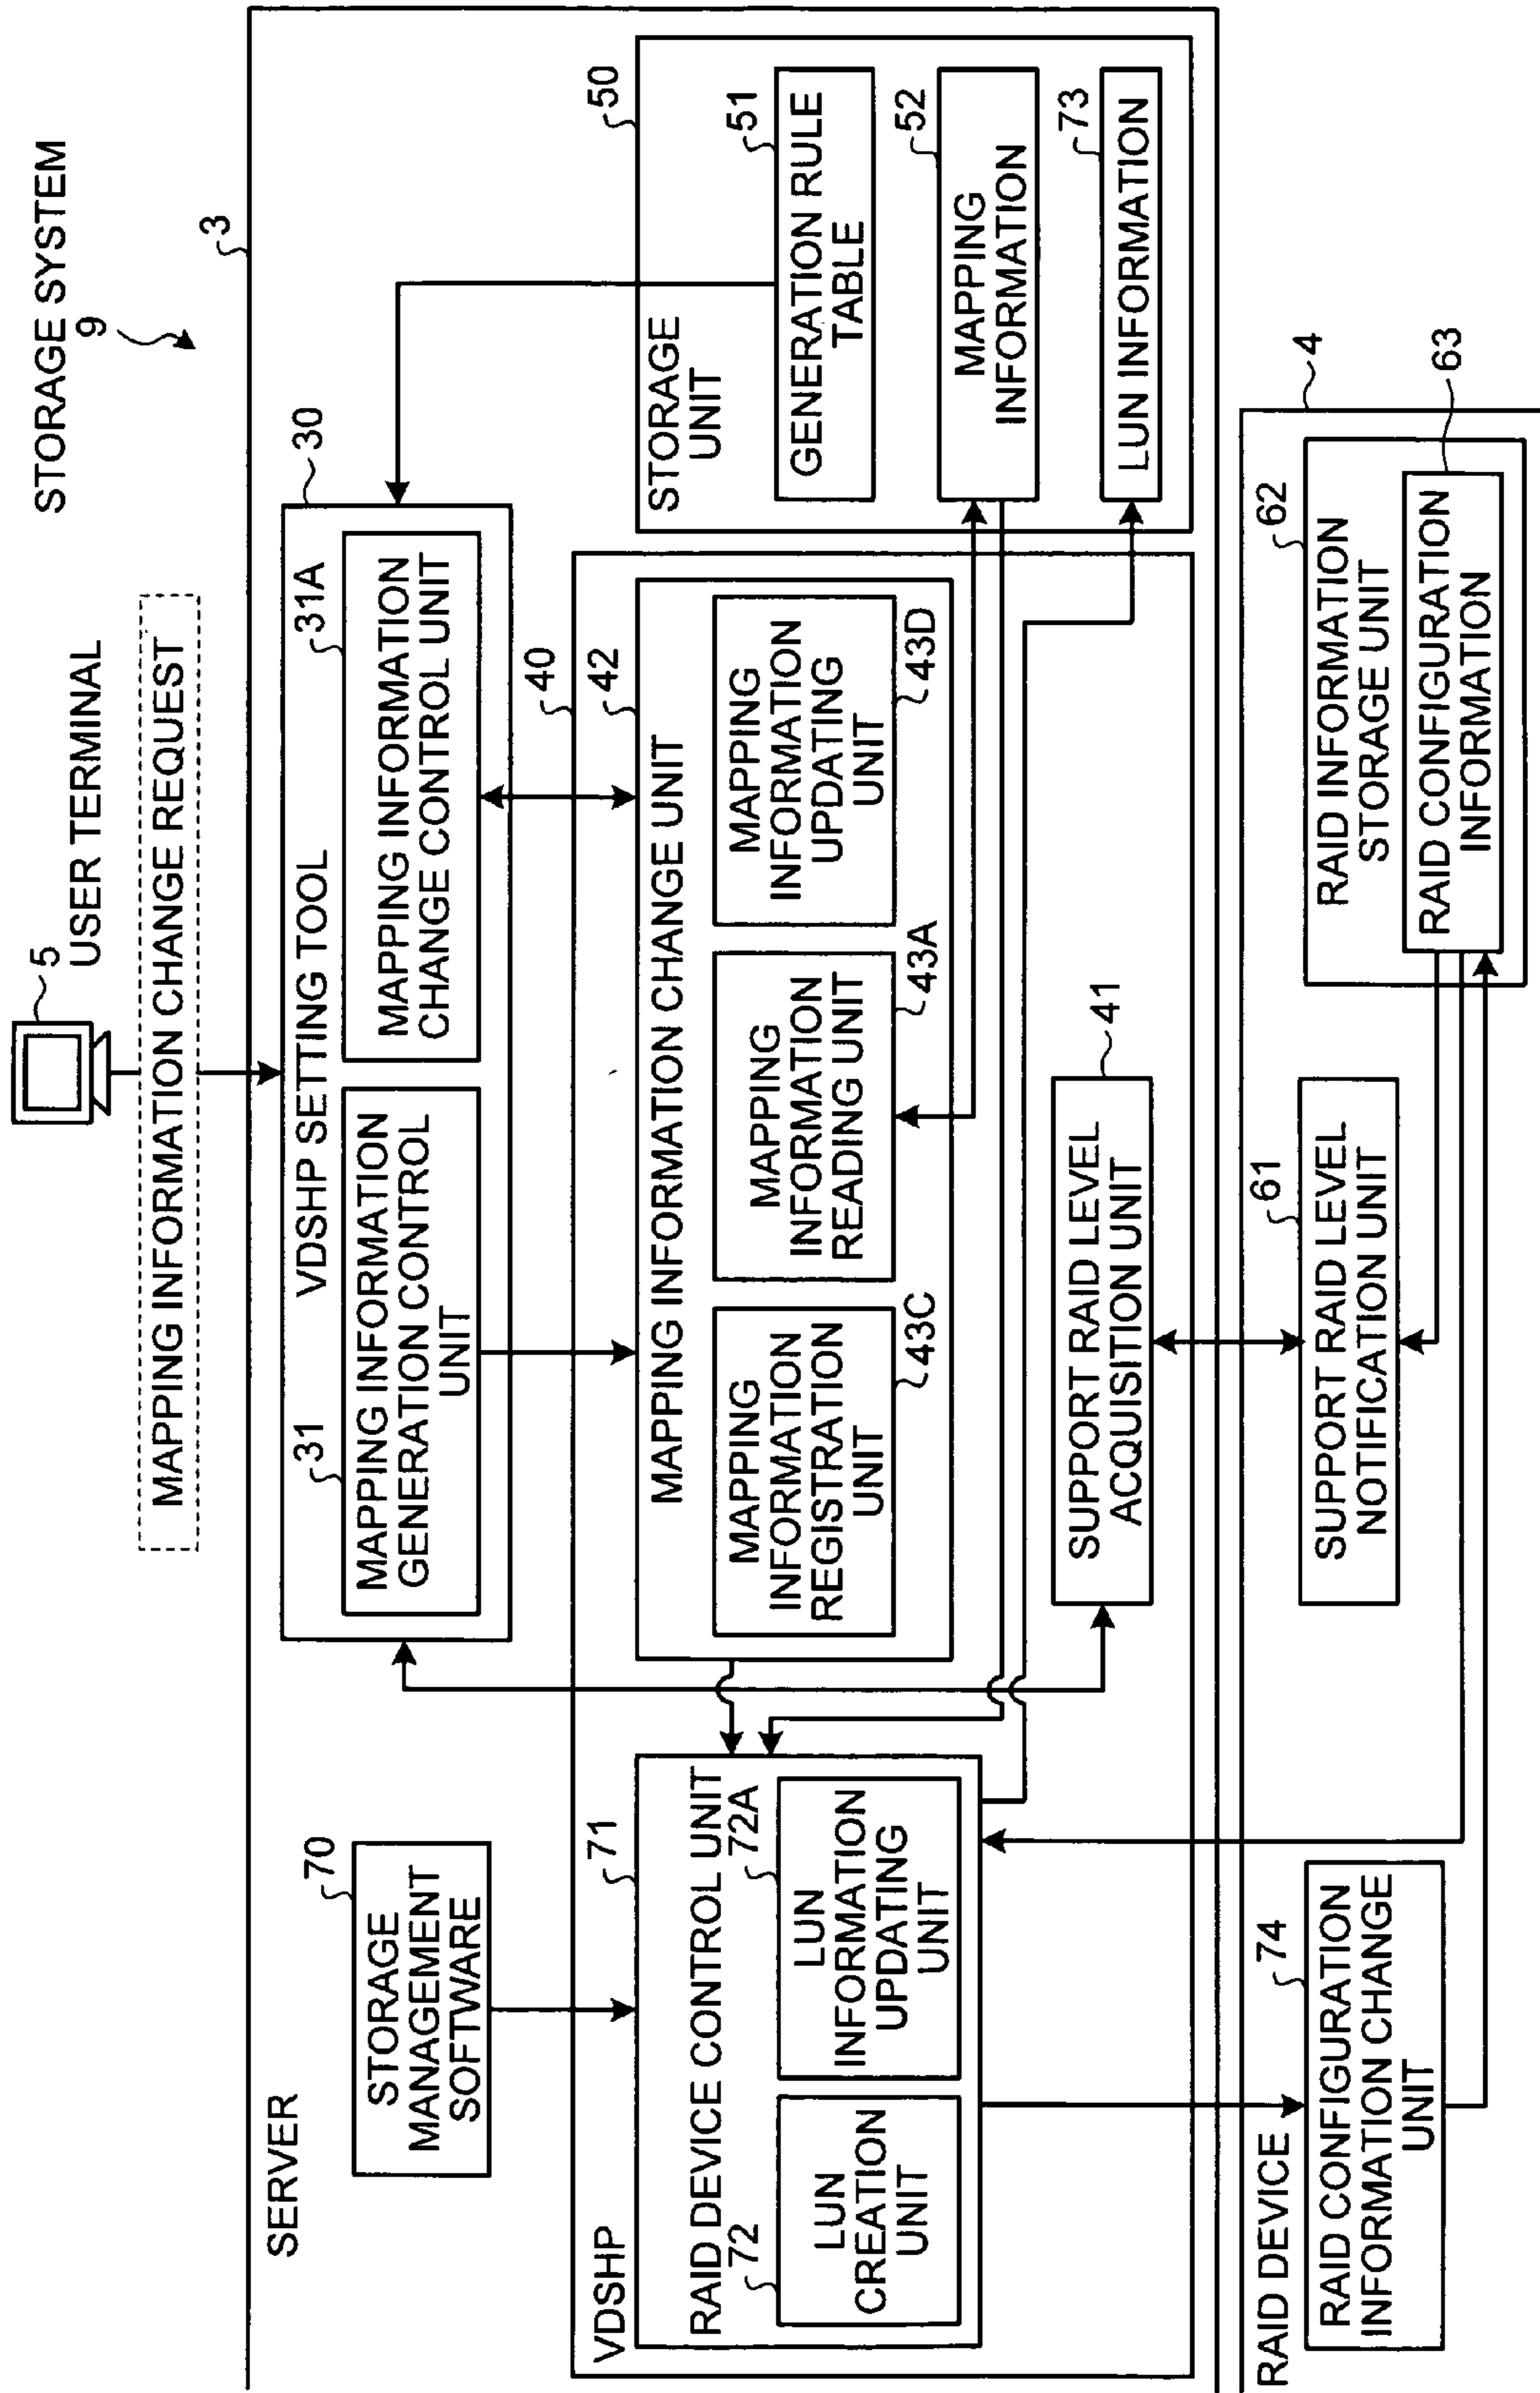 STORAGE SYSTEM
9
5
USER TERMINAL
MAPPING INFORMATION CHANGE REQUEST
3
SERVER
70
STORAGE
MANAGEMENT
SOFTWARE
30
VDSHP SETTING TOOL
31
MAPPING INFORMATION
GENERATION CONTROL
UNIT
31A
MAPPING INFORMATION
CHANGE CONTROL UNIT
40
VDSHP
71
RAID DEVICE CONTROL UNIT
72
LUN
CREATION
UNIT
72A
LUN
INFORMATION
UPDATING
UNIT
42
MAPPING INFORMATION CHANGE UNIT
MAPPING
INFORMATION
REGISTRATION
UNIT
43C
MAPPING
INFORMATION
READING UNIT
43A
MAPPING
INFORMATION
UPDATING
UNIT
43D
41
SUPPORT RAID LEVEL
ACQUISITION UNIT
50
STORAGE
UNIT
51
GENERATION RULE
TABLE
52
MAPPING
INFORMATION
73
LUN INFORMATION
4
RAID DEVICE
74
RAID CONFIGURATION
INFORMATION CHANGE
UNIT
61
SUPPORT RAID LEVEL
NOTIFICATION UNIT
62
RAID INFORMATION
STORAGE UNIT
63
RAID CONFIGURATION
INFORMATION